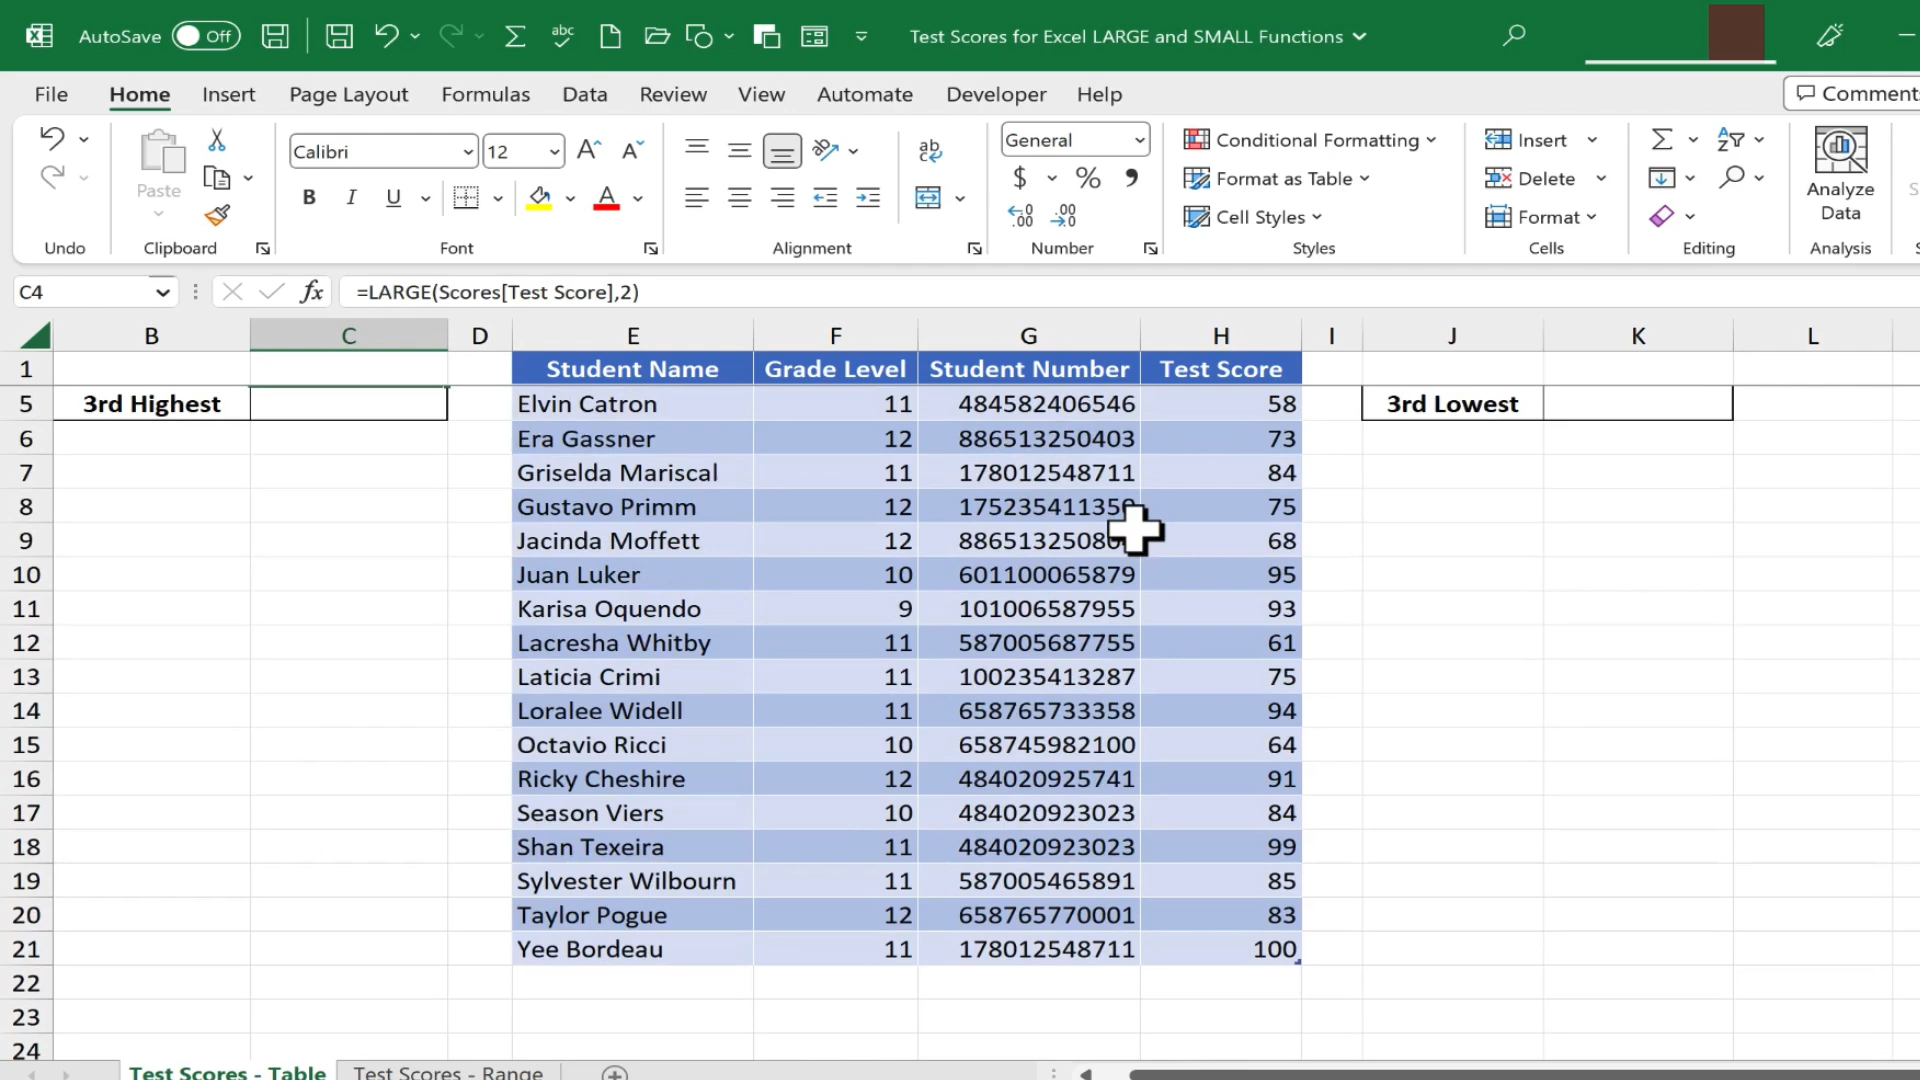 AutoSave Off abc Test Scores for Excel LARGE and SMALL Functions
File Home Insert Page Layout Formulas Data Review View Automate Developer Help Comments
Paste
Undo
Clipboard
Calibri 12 A A
B I U A
Font
ab
c
Alignment
General
$ % 9
.00 .00
Number
Conditional Formatting
Format as Table
Cell Styles
Styles
Insert
Delete
Format
Cells
Editing
Analyze
Data
Analysis
C4 fx =LARGE(Scores[Test Score],2)
B C D E F G H I J K L
1 Student Name Grade Level Student Number Test Score
5 3rd Highest Elvin Catron 11 484582406546 58 3rd Lowest
6 Era Gassner 12 886513250403 73
7 Griselda Mariscal 11 178012548711 84
8 Gustavo Primm 12 75
9 Jacinda Moffett 12 68
10 Juan Luker 10 601100065879 95
11 Karisa Oquendo 9 101006587955 93
12 Lacresha Whitby 11 587005687755 61
13 Laticia Crimi 11 100235413287 75
14 Loralee Widell 11 658765733358 94
15 Octavio Ricci 10 658745982100 64
16 Ricky Cheshire 12 484020925741 91
17 Season Viers 10 484020923023 84
18 Shan Texeira 11 484020923023 99
19 Sylvester Wilbourn 11 587005465891 85
20 Taylor Pogue 12 658765770001 83
21 Yee Bordeau 11 178012548711 100
22
23
24
Test Scores - Table Test Scores - Range